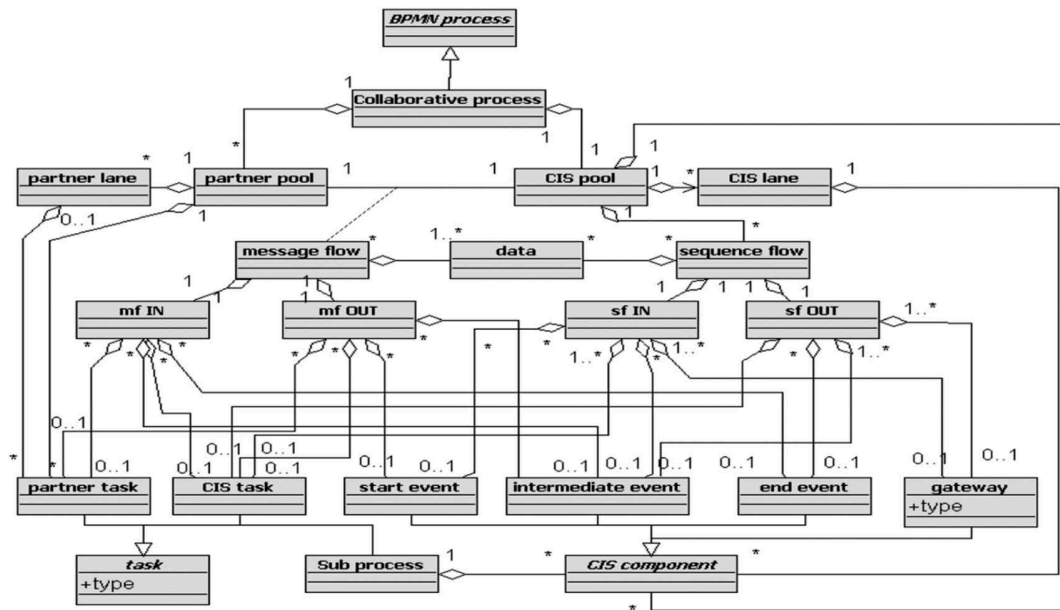 BPMN process
1
Collaborative process
* 1 1
* 1 1 1 1 1 * 1
partner lane partner pool CIS pool CIS lane
0..1 1 1 *
* 1..* * *
message flow data sequence flow
1 1 1 1 1 1 1..*
mf IN mf OUT sf IN sf OUT
* * * * * * * * 1..* * 1..* * 1..*
0..1 0..1 0..1 0..1 0..1 0..1 0..1 0..1 0..1 0..1 0..1 0..1 0..1
* *
partner task CIS task start event intermediate event end event gateway
+type
1 * *
task Sub process CIS component
+type
*